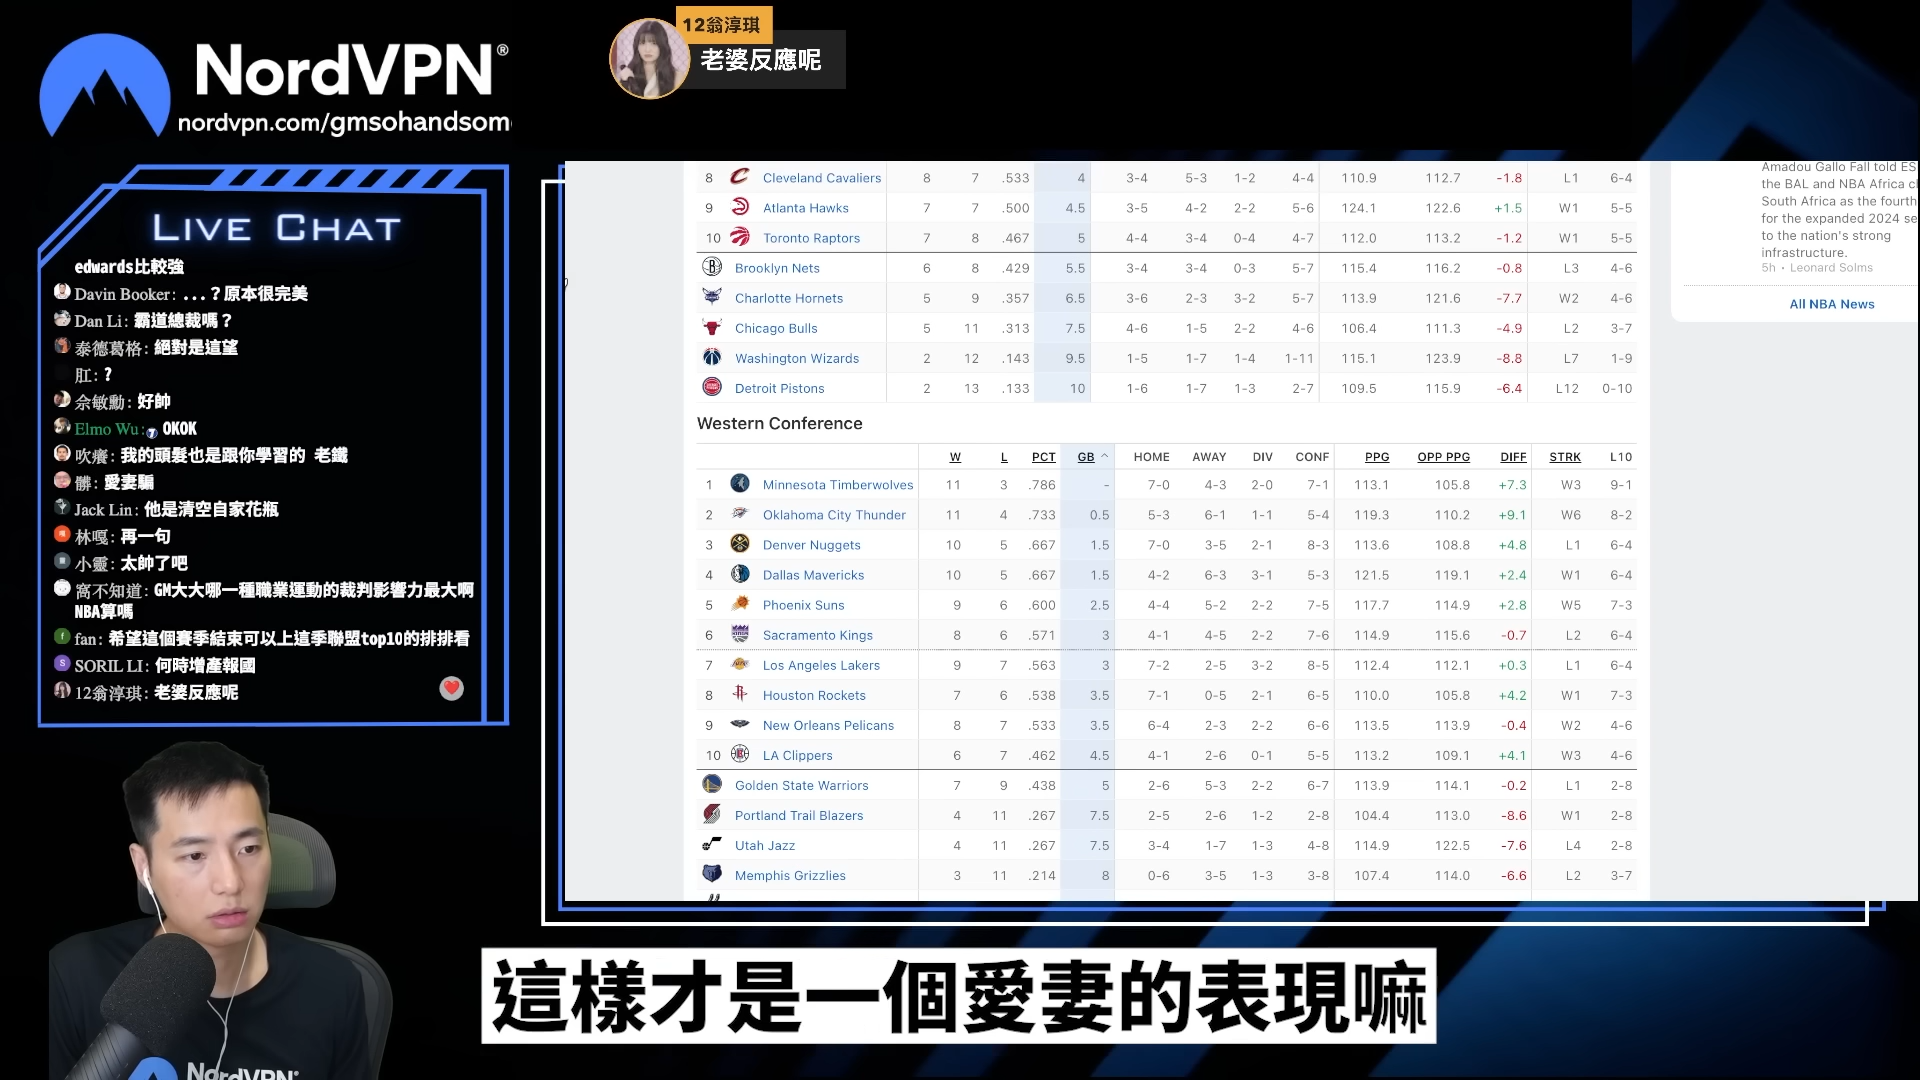 NordVPN®
nordvpn.com/gmsohandsom
12翁淳琪
老婆反應呢
LIVE CHAT
edwards比較強
Davin Booker: ...？原本很完美
Dan Li: 霸道總裁嗎？
泰德葛格: 絕對是這望
肛: ?
佘敏勳: 好帥
Elmo Wu: OKOK
吹癢: 我的頭髮也是跟你學習的 老鐵
髒: 愛妻騙
Jack Lin: 他是清空自家花瓶
林嘎: 再一句
小靈: 太帥了吧
窩不知道: GM大大哪一種職業運動的裁判影響力最大啊
NBA算嗎
fan: 希望這個賽季結束可以上這季聯盟top10的排排看
SORIL LI: 何時增產報國
12翁淳琪: 老婆反應呢
8 Cleveland Cavaliers 8 7 .533 4 3-4 5-3 1-2 4-4 110.9 112.7 -1.8 L1 6-4
9 Atlanta Hawks 7 7 .500 4.5 3-5 4-2 2-2 5-6 124.1 122.6 +1.5 W1 5-5
10 Toronto Raptors 7 8 .467 5 4-4 3-4 0-4 4-7 112.0 113.2 -1.2 W1 5-5
Brooklyn Nets 6 8 .429 5.5 3-4 3-4 0-3 5-7 115.4 116.2 -0.8 L3 4-6
Charlotte Hornets 5 9 .357 6.5 3-6 2-3 3-2 5-7 113.9 121.6 -7.7 W2 4-6
Chicago Bulls 5 11 .313 7.5 4-6 1-5 2-2 4-6 106.4 111.3 -4.9 L2 3-7
Washington Wizards 2 12 .143 9.5 1-5 1-7 1-4 1-11 115.1 123.9 -8.8 L7 1-9
Detroit Pistons 2 13 .133 10 1-6 1-7 1-3 2-7 109.5 115.9 -6.4 L12 0-10
Western Conference
W L PCT GB HOME AWAY DIV CONF PPG OPP PPG DIFF STRK L10
1 Minnesota Timberwolves 11 3 .786 - 7-0 4-3 2-0 7-1 113.1 105.8 +7.3 W3 9-1
2 Oklahoma City Thunder 11 4 .733 0.5 5-3 6-1 1-1 5-4 119.3 110.2 +9.1 W6 8-2
3 Denver Nuggets 10 5 .667 1.5 7-0 3-5 2-1 8-3 113.6 108.8 +4.8 L1 6-4
4 Dallas Mavericks 10 5 .667 1.5 4-2 6-3 3-1 5-3 121.5 119.1 +2.4 W1 6-4
5 Phoenix Suns 9 6 .600 2.5 4-4 5-2 2-2 7-5 117.7 114.9 +2.8 W5 7-3
6 Sacramento Kings 8 6 .571 3 4-1 4-5 2-2 7-6 114.9 115.6 -0.7 L2 6-4
7 Los Angeles Lakers 9 7 .563 3 7-2 2-5 3-2 8-5 112.4 112.1 +0.3 L1 6-4
8 Houston Rockets 7 6 .538 3.5 7-1 0-5 2-1 6-5 110.0 105.8 +4.2 W1 7-3
9 New Orleans Pelicans 8 7 .533 3.5 6-4 2-3 2-2 6-6 113.5 113.9 -0.4 W2 4-6
10 LA Clippers 6 7 .462 4.5 4-1 2-6 0-1 5-5 113.2 109.1 +4.1 W3 4-6
Golden State Warriors 7 9 .438 5 2-6 5-3 2-2 6-7 113.9 114.1 -0.2 L1 2-8
Portland Trail Blazers 4 11 .267 7.5 2-5 2-6 1-2 2-8 104.4 113.0 -8.6 W1 2-8
Utah Jazz 4 11 .267 7.5 3-4 1-7 1-3 4-8 114.9 122.5 -7.6 L4 2-8
Memphis Grizzlies 3 11 .214 8 0-6 3-5 1-3 3-8 107.4 114.0 -6.6 L2 3-7
Amadou Gallo Fall told ES
the BAL and NBA Africa c
South Africa as the fourth
for the expanded 2024 se
to the nation's strong
infrastructure.
5h • Leonard Solms
All NBA News
這樣才是一個愛妻的表現嘛
NordVPN